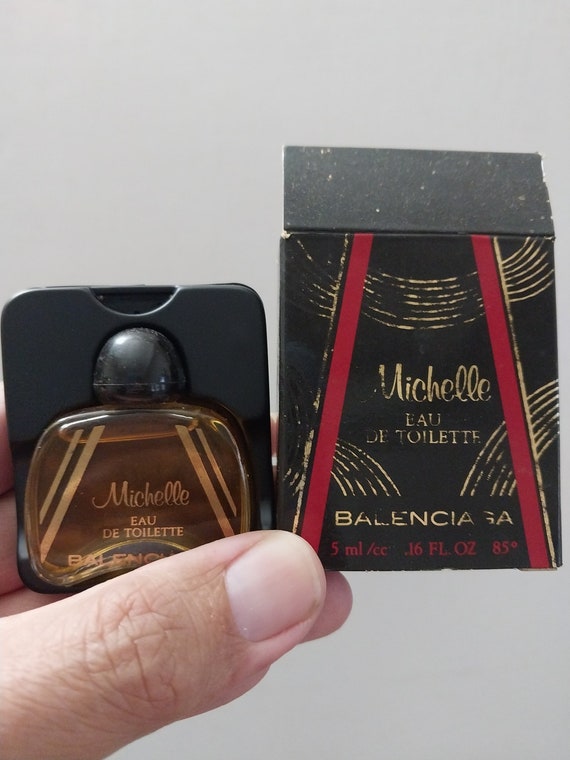 Michelle
EAU
DE TOILETTE
Michelle
EAU
DE TOILETTE
BALENCIAGA
5 ml/cc .16 FL. OZ 85°